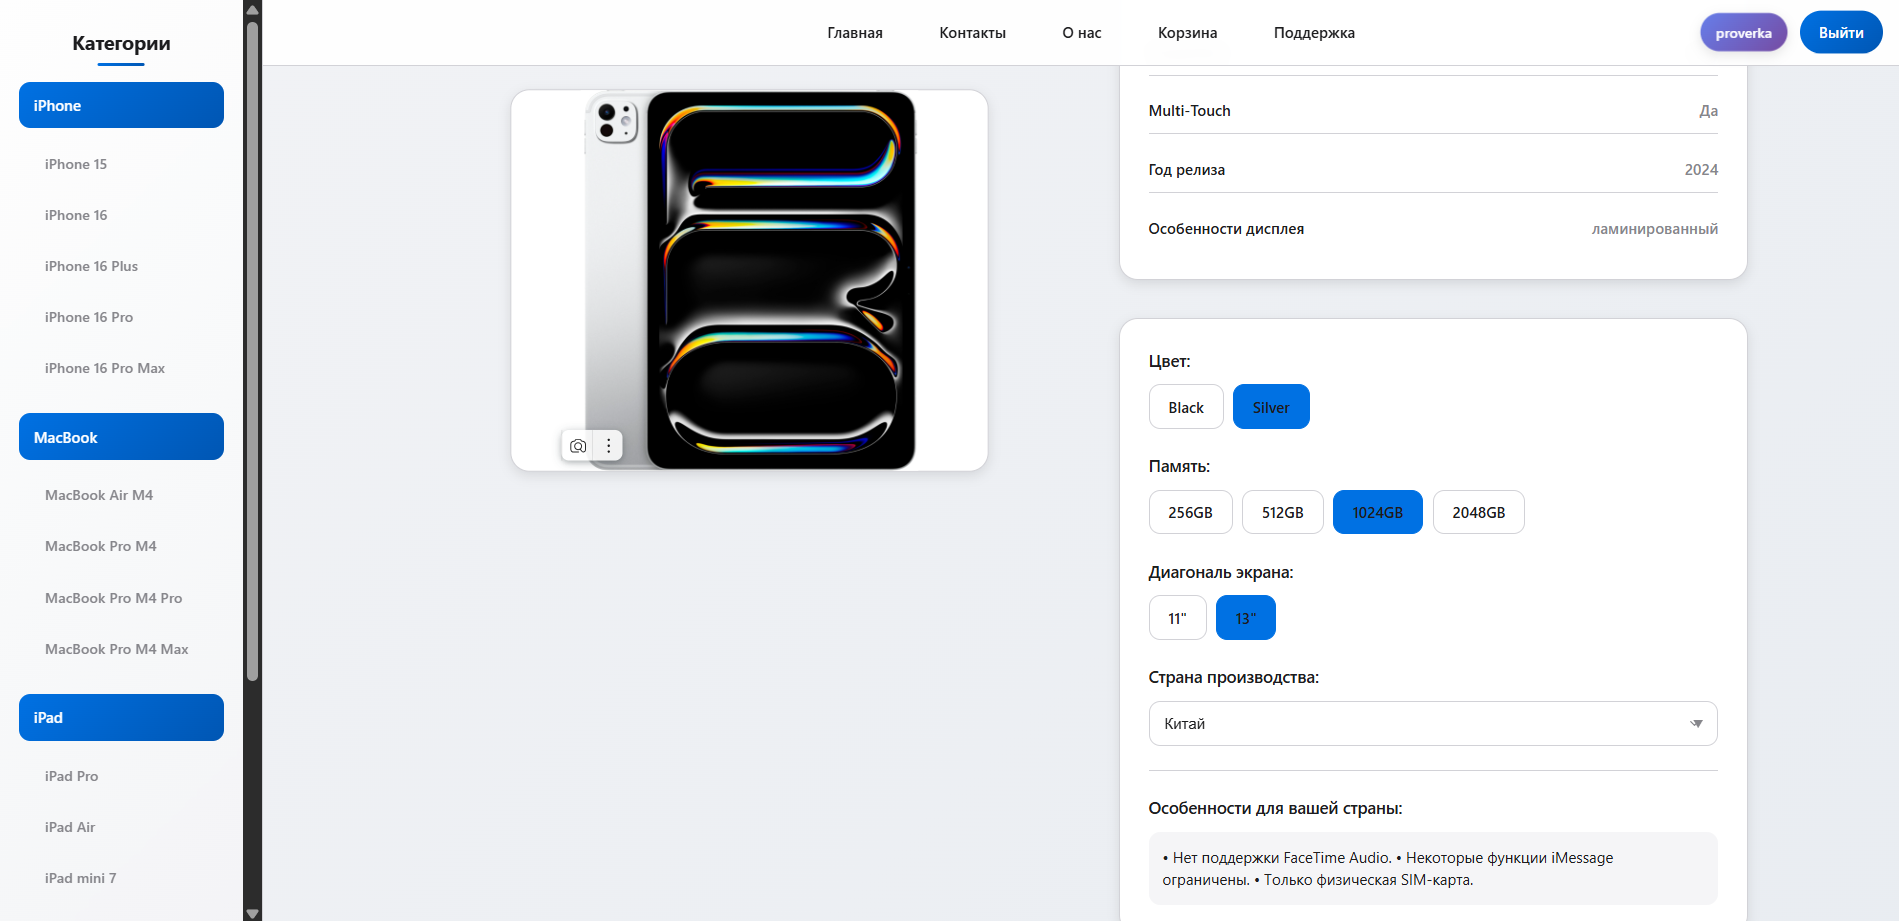 Категории
iPhone
iPhone 15
iPhone 16
iPhone 16 Plus
iPhone 16 Pro
iPhone 16 Pro Max
MacBook
MacBook Air M4
MacBook Pro M4
MacBook Pro M4 Pro
MacBook Pro M4 Max
iPad
iPad Pro
iPad Air
iPad mini 7
Главная Контакты О нас Корзина Поддержка proverka Выйти
Multi-Touch Да
Год релиза 2024
Особенности дисплея ламинированный
Цвет:
Black Silver
Память:
256GB 512GB 1024GB 2048GB
Диагональ экрана:
11" 13"
Страна производства:
Китай
Особенности для вашей страны:
• Нет поддержки FaceTime Audio. • Некоторые функции iMessage
ограничены. • Только физическая SIM-карта.